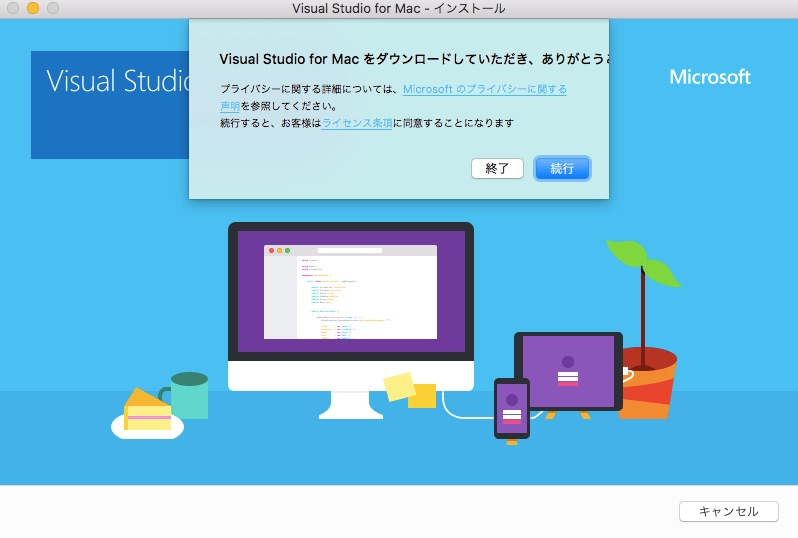 Visual Studio for Mac - インストール
Visual Studio for Mac をダウンロードしていただき、ありがとうご
Visual Studio
Microsoft
プライバシーに関する詳細については、Microsoft のプライバシーに関する
声明を参照してください。
続行すると、お客様はライセンス条項に同意することになります
終了
続行
キャンセル